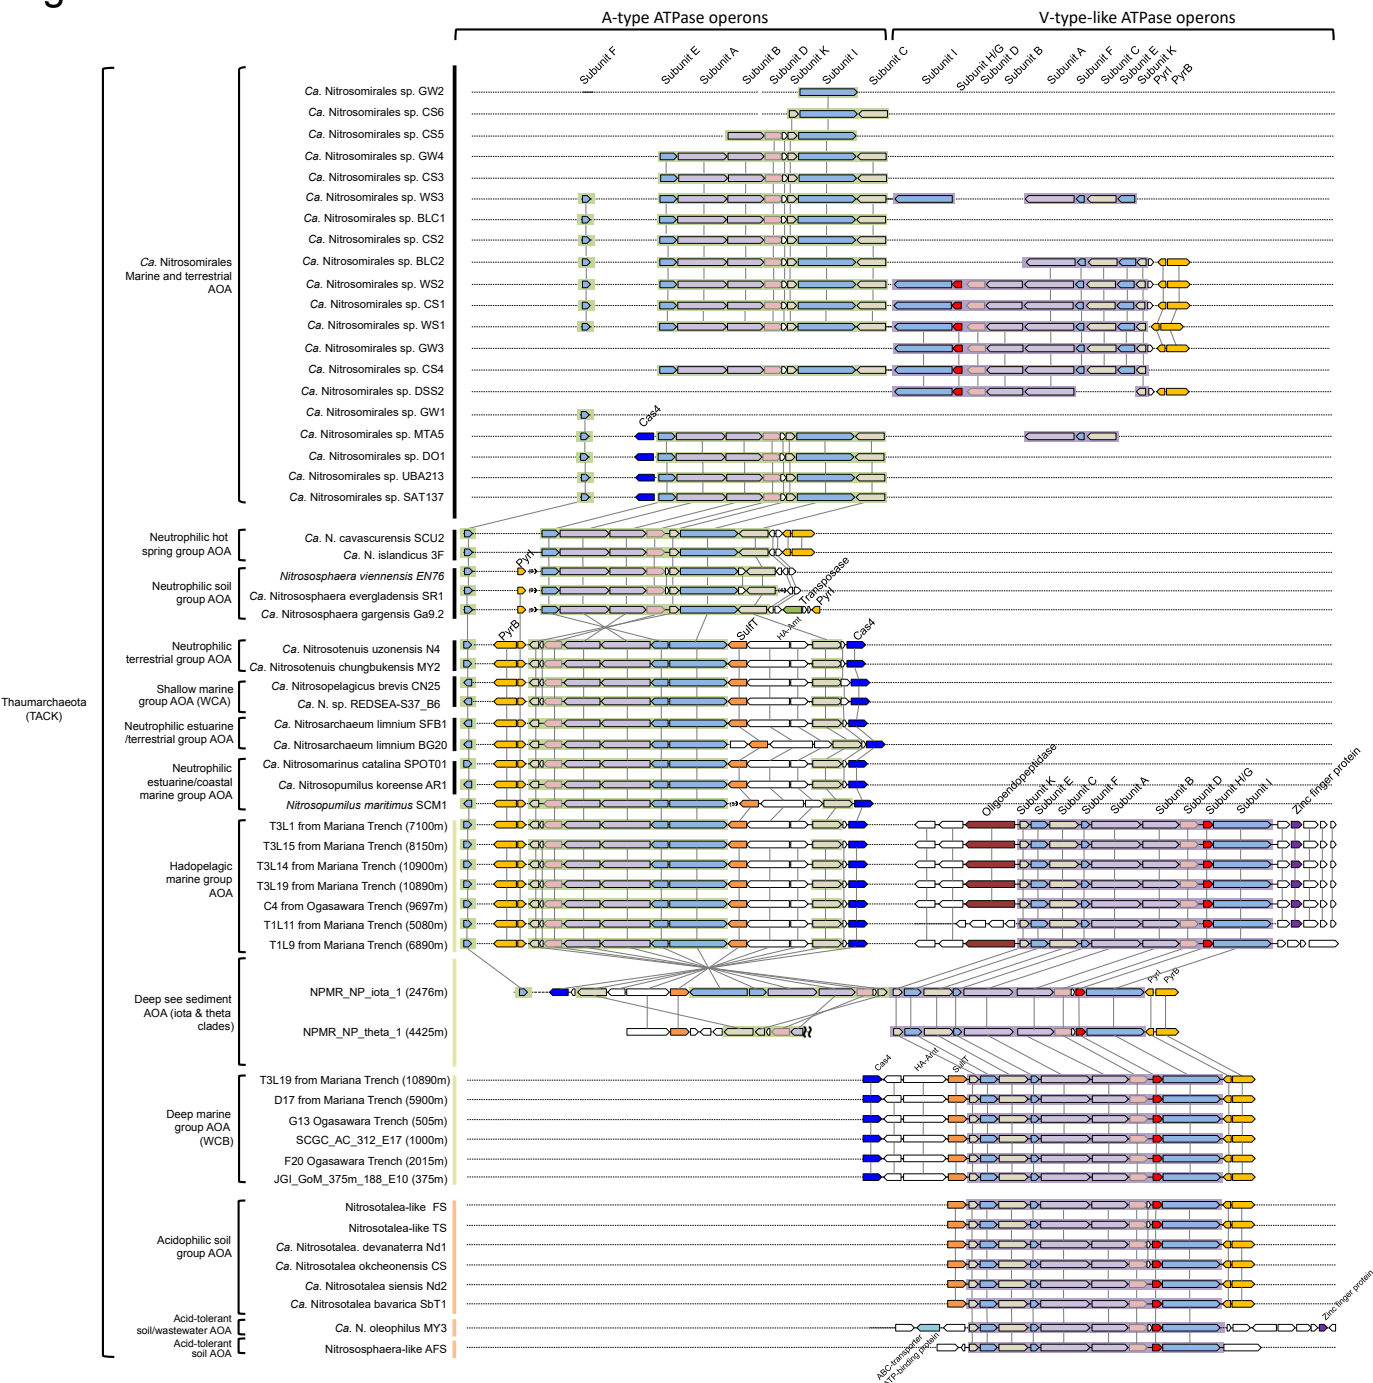 A-type ATPase operons
V-type-like ATPase operons
Subunit F
Subunit E
Subunit A
Subunit B
Subunit D
Subunit K
Subunit I
Subunit C
Subunit I
Subunit H/G
Subunit D
Subunit B
Subunit A
Subunit F
Subunit C
Subunit E
Subunit K
PyrI
PyrB
Thaumarchaeota
(TACK)
Ca. Nitrosomirales
Marine and terrestrial
AOA
Ca. Nitrosomirales sp. GW2
Ca. Nitrosomirales sp. CS6
Ca. Nitrosomirales sp. CS5
Ca. Nitrosomirales sp. GW4
Ca. Nitrosomirales sp. CS3
Ca. Nitrosomirales sp. WS3
Ca. Nitrosomirales sp. BLC1
Ca. Nitrosomirales sp. CS2
Ca. Nitrosomirales sp. BLC2
Ca. Nitrosomirales sp. WS2
Ca. Nitrosomirales sp. CS1
Ca. Nitrosomirales sp. WS1
Ca. Nitrosomirales sp. GW3
Ca. Nitrosomirales sp. CS4
Ca. Nitrosomirales sp. DSS2
Ca. Nitrosomirales sp. GW1
Cas4
Ca. Nitrosomirales sp. MTA5
Ca. Nitrosomirales sp. DO1
Ca. Nitrosomirales sp. UBA213
Ca. Nitrosomirales sp. SAT137
Neutrophilic hot
spring group AOA
Ca. N. cavascurensis SCU2
Ca. N. islandicus 3F
Neutrophilic soil
group AOA
PyrI
Nitrososphaera viennensis EN76
Ca. Nitrososphaera evergladensis SR1
Ca. Nitrososphaera gargensis Ga9.2
Transposase
PyrI
Neutrophilic
terrestrial group AOA
PyrB
SulfT
HA-Amt
Cas4
Ca. Nitrosotenuis uzonensis N4
Ca. Nitrosotenuis chungbukensis MY2
Shallow marine
group AOA (WCA)
Ca. Nitrosopelagicus brevis CN25
Ca. N. sp. REDSEA-S37_B6
Neutrophilic estuarine
/terrestrial group AOA
Ca. Nitrosarchaeum limnium SFB1
Ca. Nitrosarchaeum limnium BG20
Neutrophilic
estuarine/coastal
marine group AOA
Ca. Nitrosomarinus catalina SPOT01
Ca. Nitrosopumilus koreense AR1
Nitrosopumilus maritimus SCM1
Oligoendopeptidase
Subunit K
Subunit E
Subunit C
Subunit F
Subunit A
Subunit B
Subunit D
Subunit H/G
Subunit I
Zinc finger protein
Hadopelagic
marine group
AOA
T3L1 from Mariana Trench (7100m)
T3L15 from Mariana Trench (8150m)
T3L14 from Mariana Trench (10900m)
T3L19 from Mariana Trench (10890m)
C4 from Ogasawara Trench (9697m)
T1L11 from Mariana Trench (5080m)
T1L9 from Mariana Trench (6890m)
Deep see sediment
AOA (iota & theta
clades)
NPMR_NP_iota_1 (2476m)
NPMR_NP_theta_1 (4425m)
PyrI
PyrB
Cas4
HA-Amt
SulfT
Deep marine
group AOA
(WCB)
T3L19 from Mariana Trench (10890m)
D17 from Mariana Trench (5900m)
G13 Ogasawara Trench (505m)
SCGC_AC_312_E17 (1000m)
F20 Ogasawara Trench (2015m)
JGI_GoM_375m_188_E10 (375m)
Acidophilic soil
group AOA
Nitrosotalea-like FS
Nitrosotalea-like TS
Ca. Nitrosotalea. devanaterra Nd1
Ca. Nitrosotalea okcheonensis CS
Ca. Nitrosotalea siensis Nd2
Ca. Nitrosotalea bavarica SbT1
Acid-tolerant
soil/wastewater AOA
Ca. N. oleophilus MY3
Zinc finger protein
Acid-tolerant
soil AOA
Nitrososphaera-like AFS
ABC-transporter
ATP-binding protein